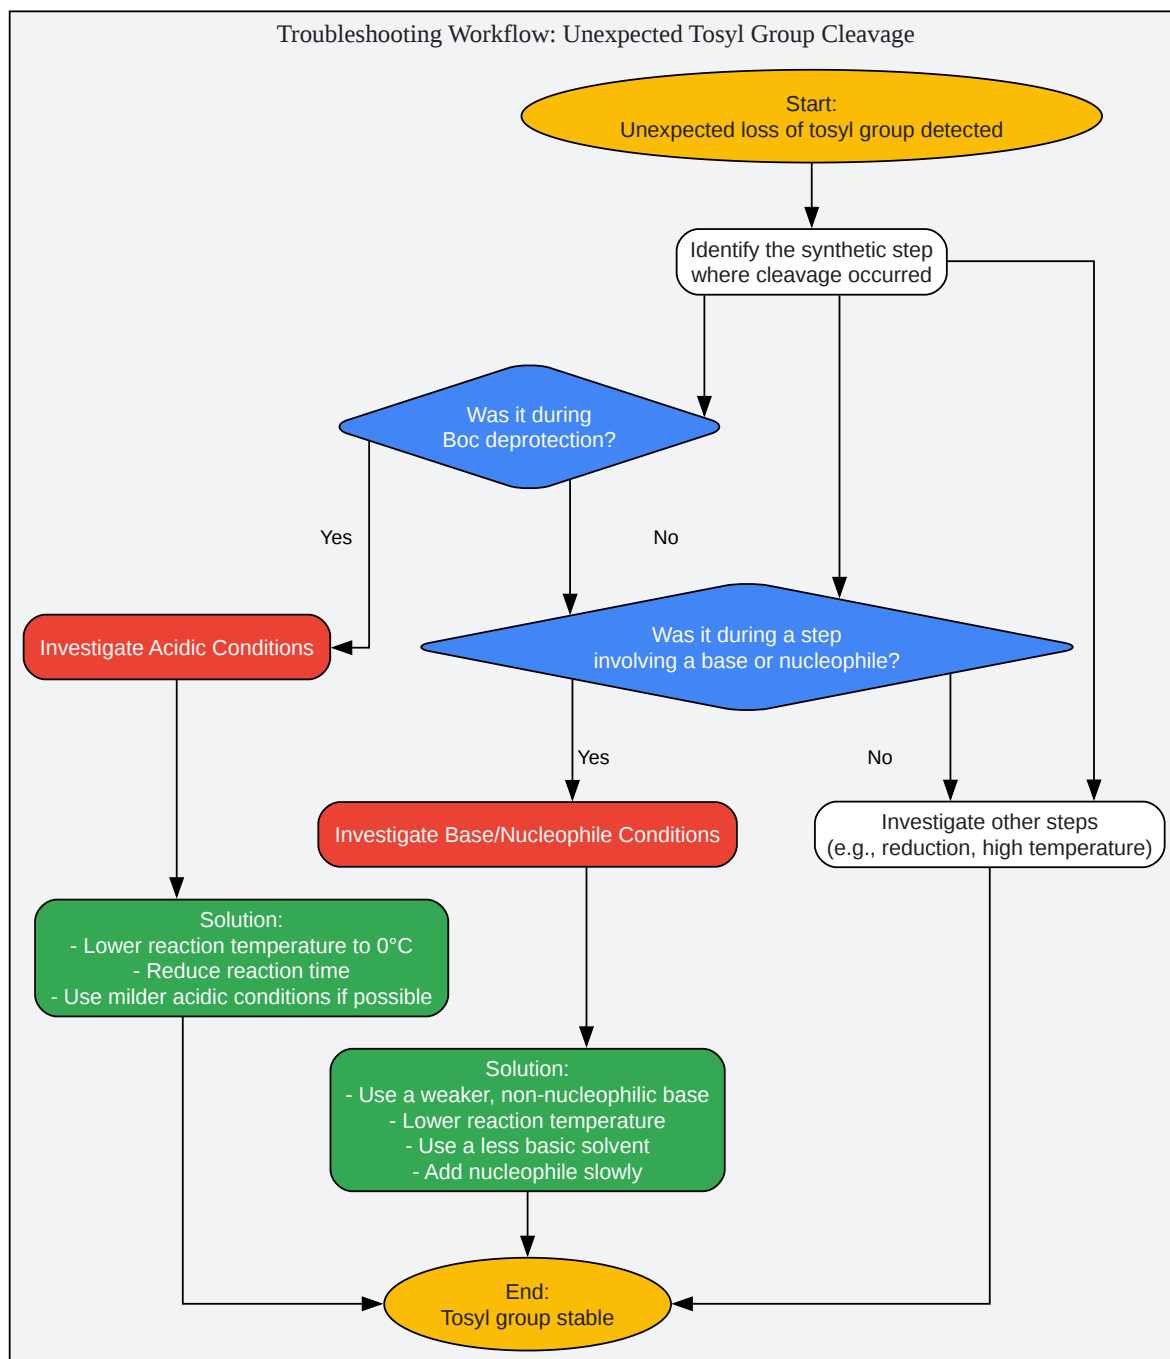 Troubleshooting Workflow: Unexpected Tosyl Group Cleavage
Start:
Unexpected loss of tosyl group detected
Identify the synthetic step
where cleavage occurred
Was it during
Boc deprotection?
Yes
No
Investigate Acidic Conditions
Was it during a step
involving a base or nucleophile?
Yes
No
Investigate Base/Nucleophile Conditions
Investigate other steps
(e.g., reduction, high temperature)
Solution:
- Lower reaction temperature to 0°C
- Reduce reaction time
- Use milder acidic conditions if possible
Solution:
- Use a weaker, non-nucleophilic base
- Lower reaction temperature
- Use a less basic solvent
- Add nucleophile slowly
End:
Tosyl group stable